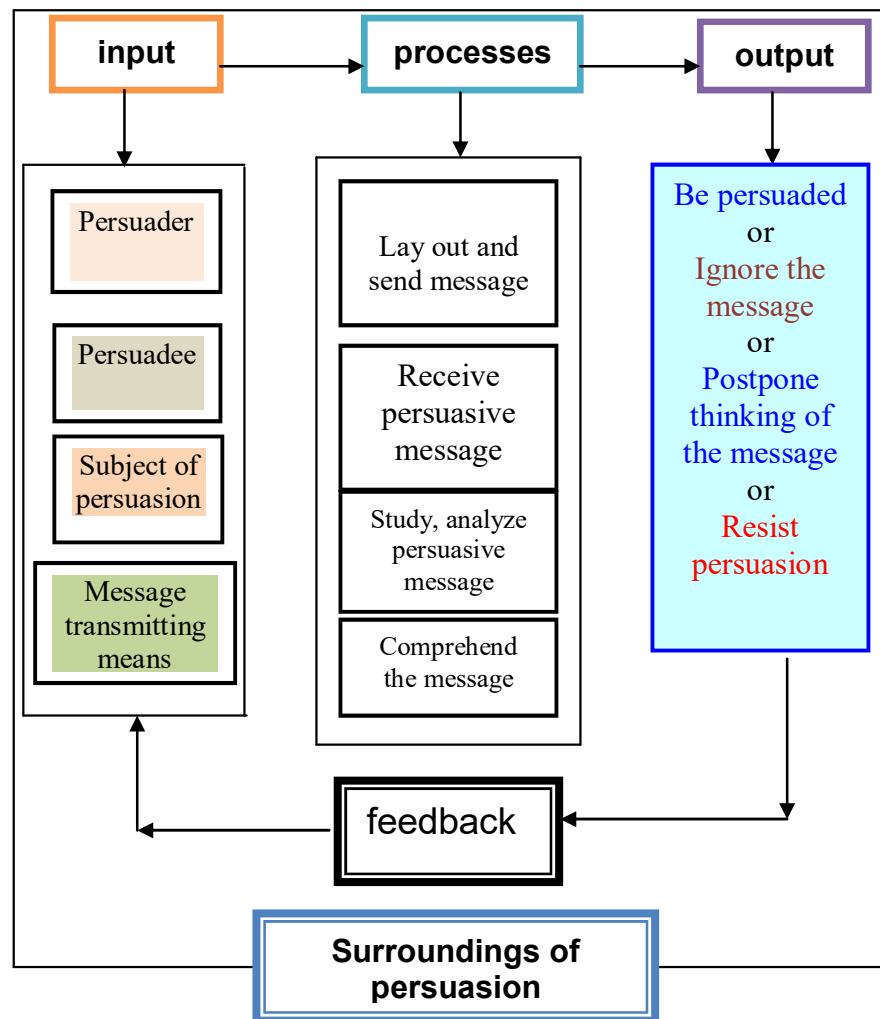 input
processes
output
Persuader
Persuadee
Subject of
persuasion
Message
transmitting
means
Lay out and
send message
Receive
persuasive
message
Study, analyze
persuasive
message
Comprehend
the message
Be persuaded
or
Ignore the
message
or
Postpone
thinking of
the message
or
Resist
persuasion
feedback
Surroundings of
persuasion